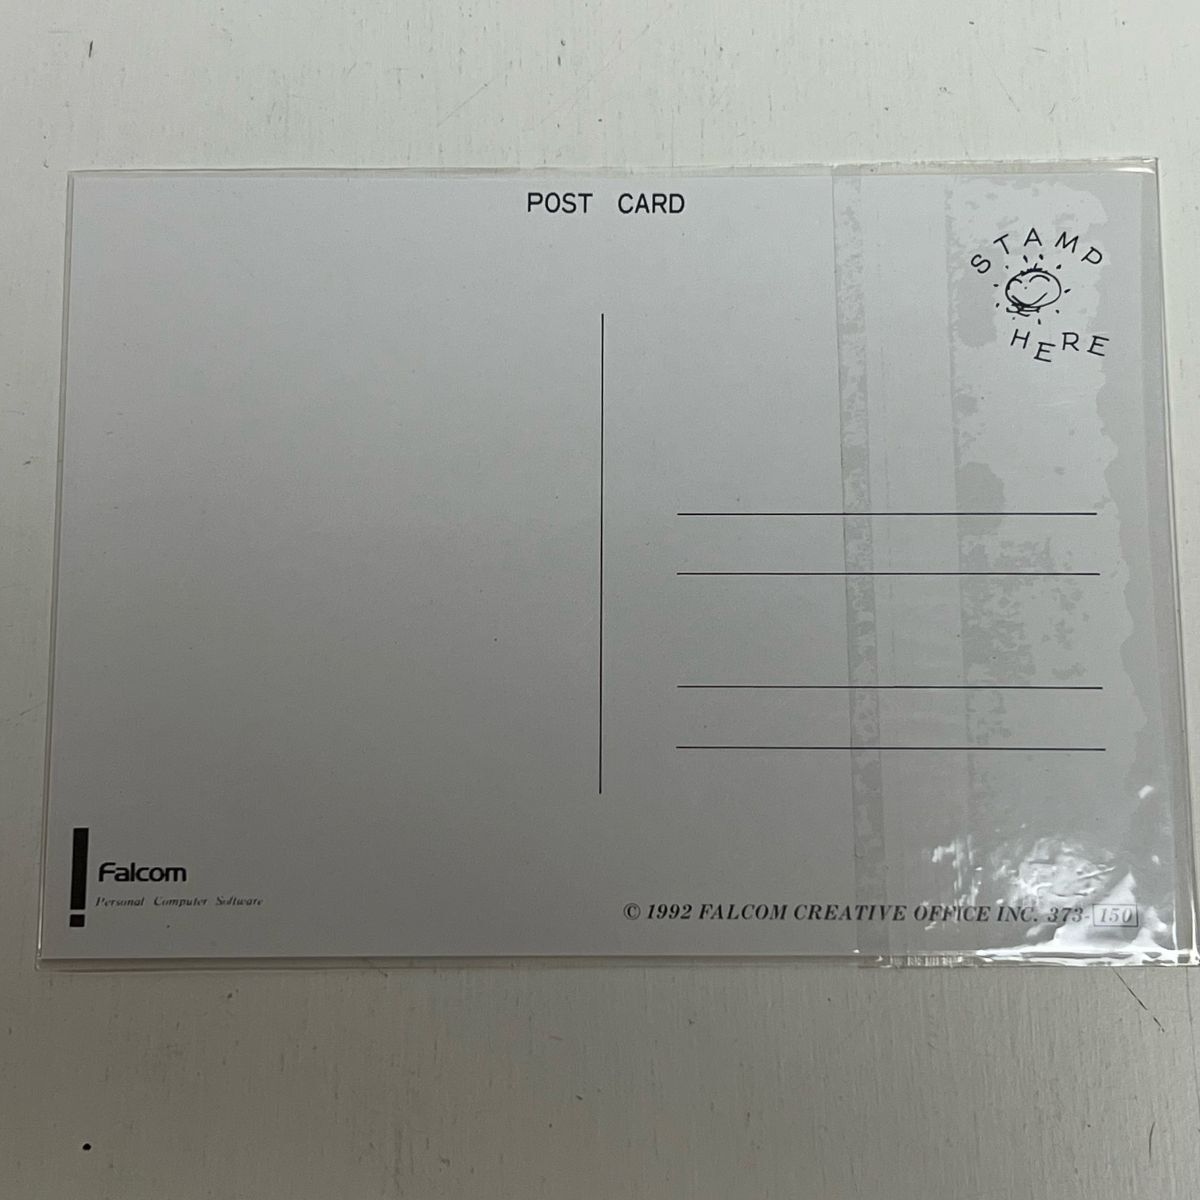 POST CARD
STAMP
HERE
Falcom
Personal Computer Software
© 1992 FALCOM CREATIVE OFFICE INC. 373-150